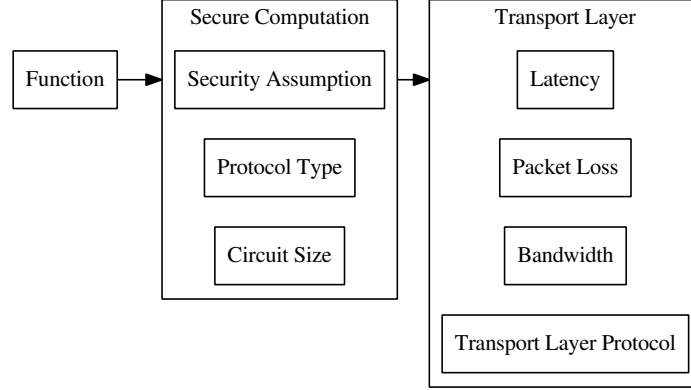 Function
Secure Computation
Security Assumption
Protocol Type
Circuit Size
Transport Layer
Latency
Packet Loss
Bandwidth
Transport Layer Protocol